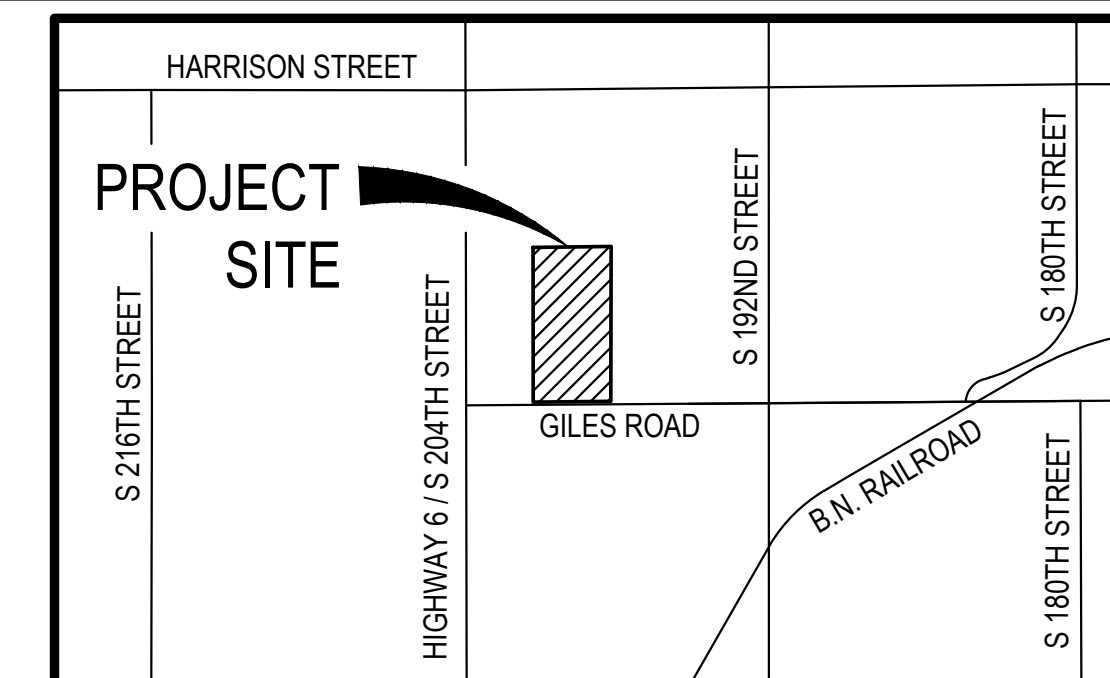 HARRISON STREET
PROJECT
SITE
S 216TH STREET
HIGHWAY 6 / S 204TH STREET
S 192ND STREET
S 180TH STREET
GILES ROAD
B.N. RAILROAD
S 180TH STREET